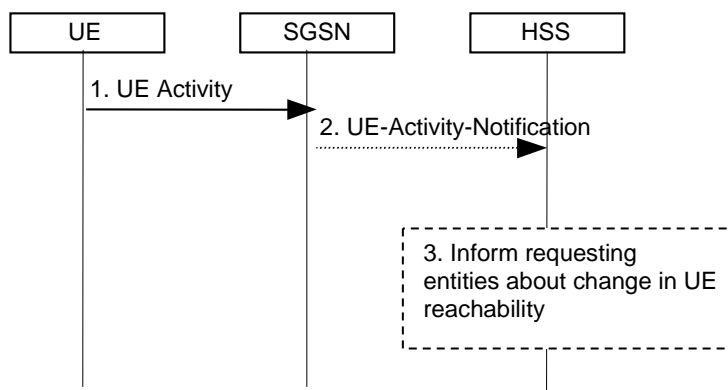 UE
SGSN
HSS
1. UE Activity
2. UE-Activity-Notification
3. Inform requesting
entities about change in UE
reachability